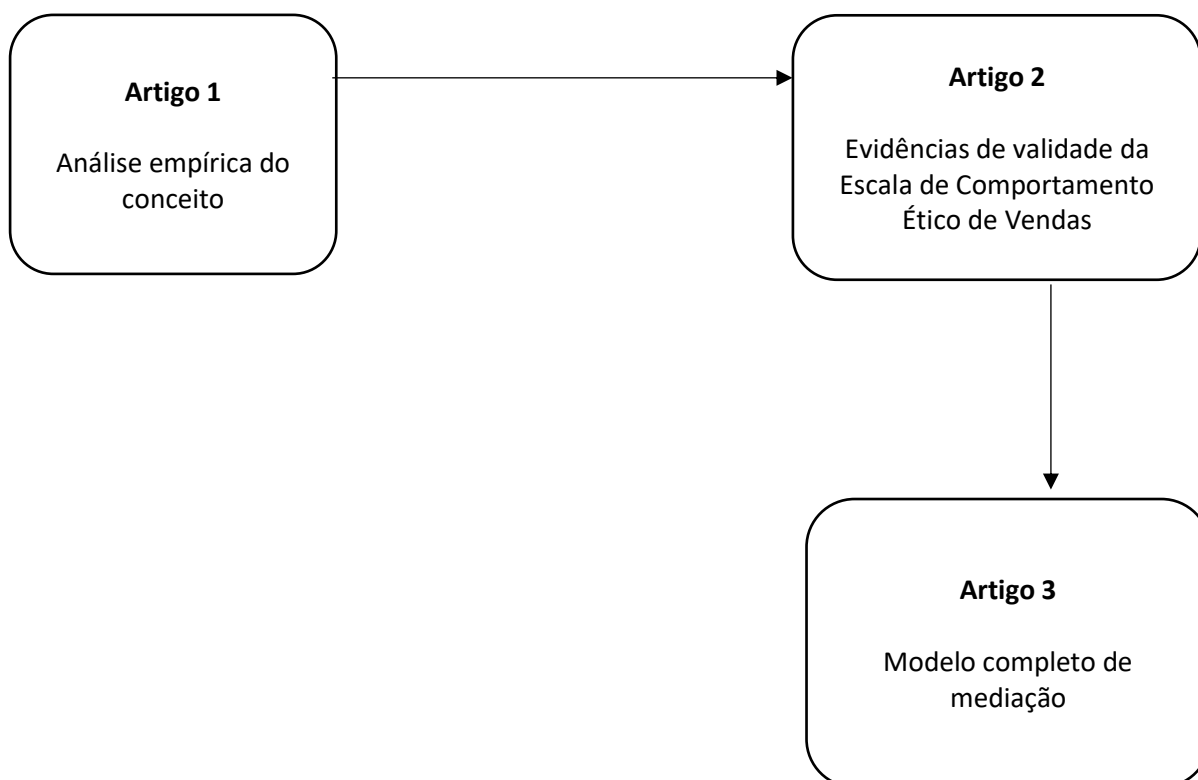 Artigo 1
Análise empírica do
conceito
Artigo 2
Evidências de validade da
Escala de Comportamento
Ético de Vendas
Artigo 3
Modelo completo de
mediação